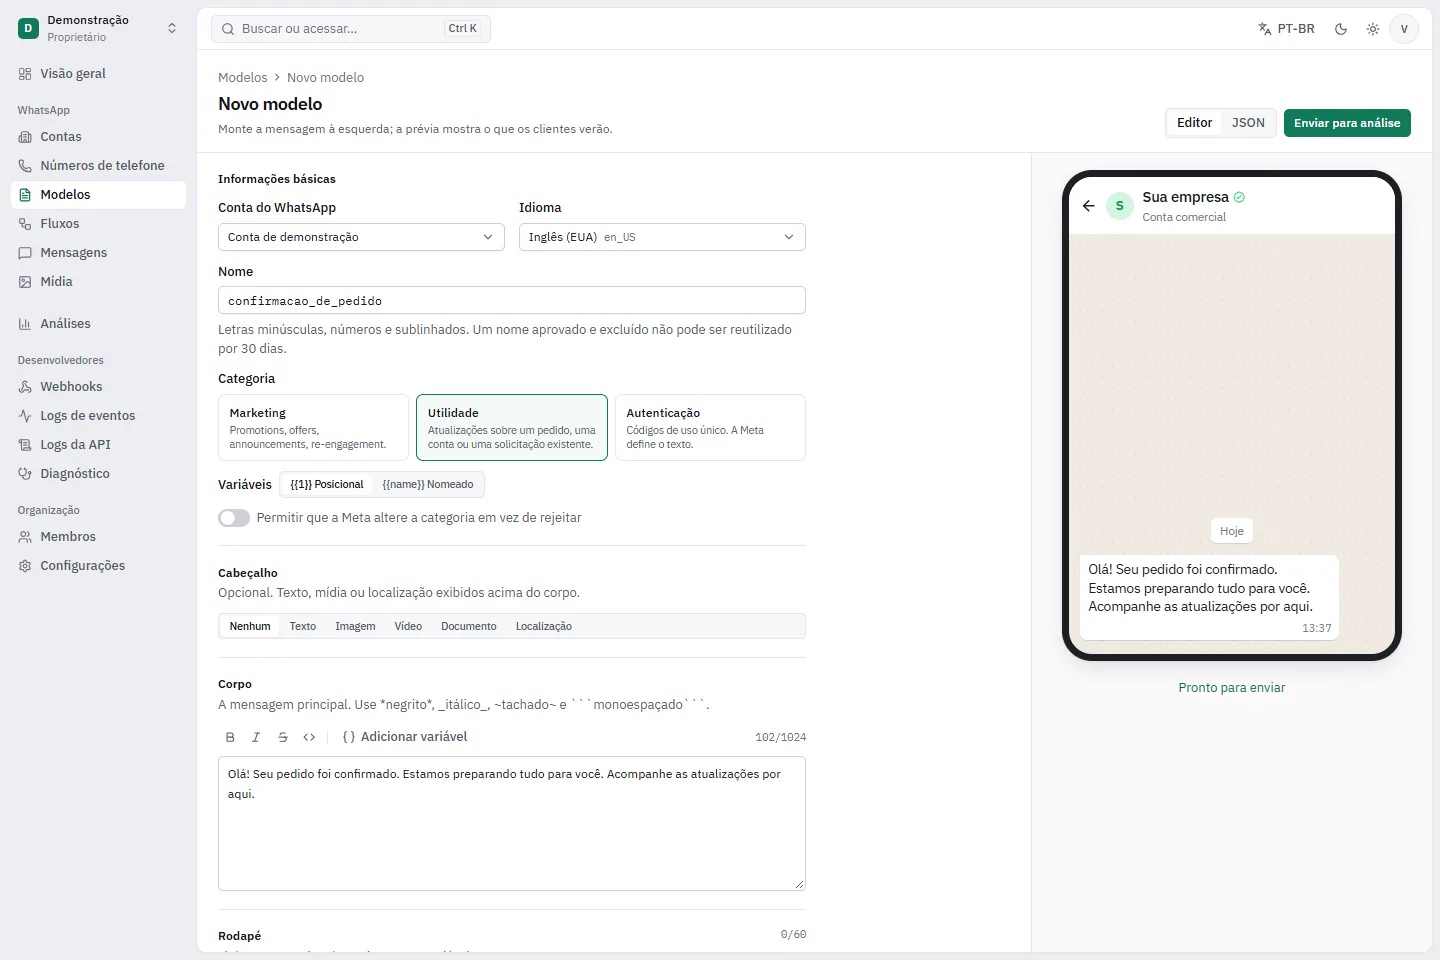 D
Demonstração
Proprietário
Visão geral
WhatsApp
Contas
Números de telefone
Modelos
Fluxos
Mensagens
Mídia
Análises
Desenvolvedores
Webhooks
Logs de eventos
Logs da API
Diagnóstico
Organização
Membros
Configurações
Buscar ou acessar...
Ctrl K
PT-BR
V
Modelos > Novo modelo
Novo modelo
Monte a mensagem à esquerda; a prévia mostra o que os clientes verão.
Editor
JSON
Enviar para análise
Informações básicas
Conta do WhatsApp
Conta de demonstração
Idioma
Inglês (EUA) en_US
Nome
confirmacao_de_pedido
Letras minúsculas, números e sublinhados. Um nome aprovado e excluído não pode ser reutilizado
por 30 dias.
Categoria
Marketing
Promotions, offers,
announcements, re-engagement.
Utilidade
Atualizações sobre um pedido, uma
conta ou uma solicitação existente.
Autenticação
Códigos de uso único. A Meta
define o texto.
Variáveis
{{1}} Posicional
{{name}} Nomeado
Permitir que a Meta altere a categoria em vez de rejeitar
Cabeçalho
Opcional. Texto, mídia ou localização exibidos acima do corpo.
Nenhum
Texto
Imagem
Vídeo
Documento
Localização
Corpo
A mensagem principal. Use *negrito*, _itálico_, ~tachado~ e ```monoespaçado```.
B I S <> {} Adicionar variável
102/1024
Olá! Seu pedido foi confirmado. Estamos preparando tudo para você. Acompanhe as atualizações por
aqui.
Rodapé
0/60
S
Sua empresa
Conta comercial
Hoje
Olá! Seu pedido foi confirmado.
Estamos preparando tudo para você.
Acompanhe as atualizações por aqui.
13:37
Pronto para enviar